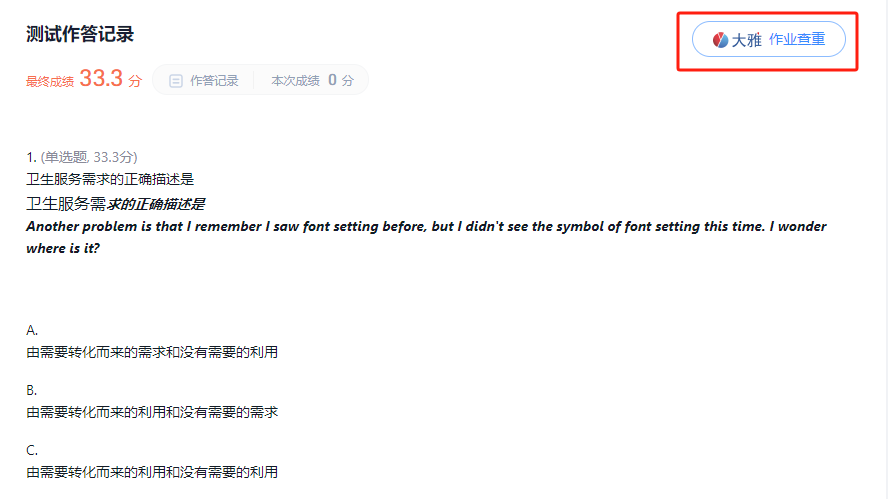 测试作答记录
大雅 作业查重
最终成绩 33.3 分 作答记录 本次成绩 0 分
1. (单选题, 33.3分)
卫生服务需求的正确描述是
卫生服务需求的正确描述是
Another problem is that I remember I saw font setting before, but I didn't see the symbol of font setting this time. I wonder
where is it?
A.
由需要转化而来的需求和没有需要的利用
B.
由需要转化而来的利用和没有需要的需求
C.
由需要转化而来的利用和没有需要的利用